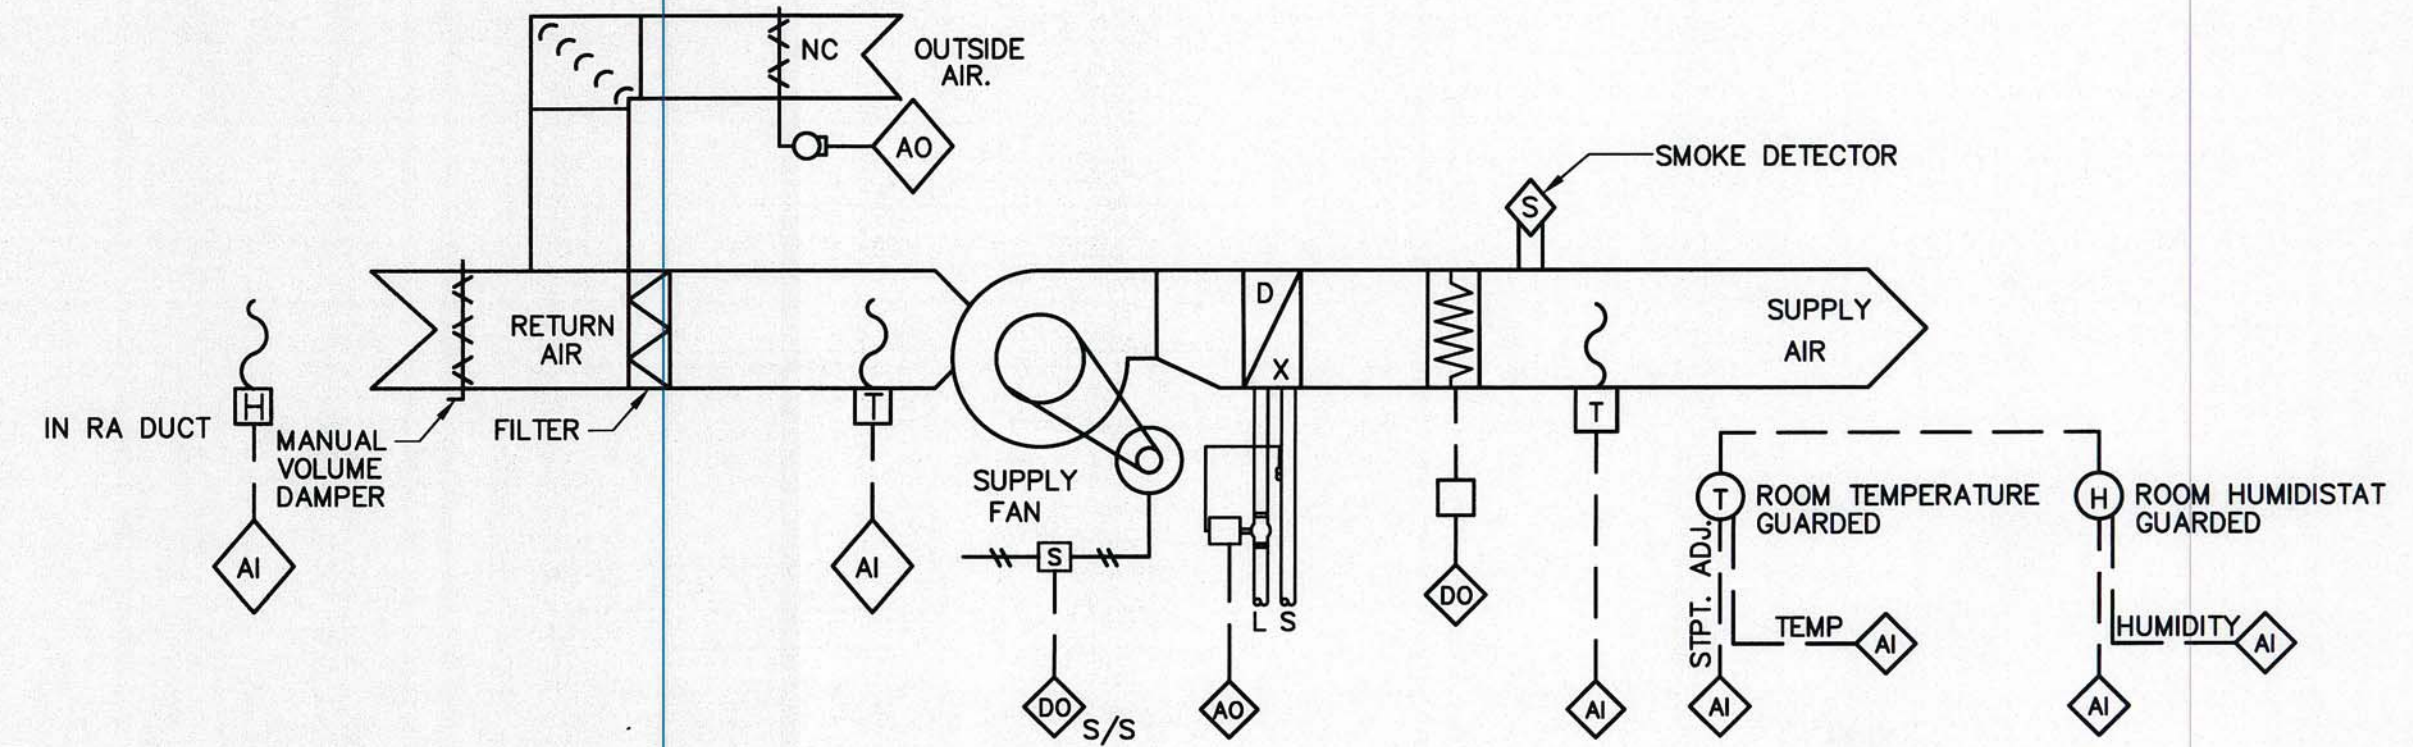 NC
OUTSIDE
AIR.
AO
SMOKE DETECTOR
S
D
X
RETURN
AIR
SUPPLY
AIR
H
T
T
IN RA DUCT
MANUAL
VOLUME
DAMPER
FILTER
SUPPLY
FAN
S
T
ROOM TEMPERATURE
GUARDED
H
ROOM HUMIDISTAT
GUARDED
AI
AI
DO
L S
STPT. ADJ.
TEMP
AI
HUMIDITY
AI
DO
S/S
AO
AI
AI
AI